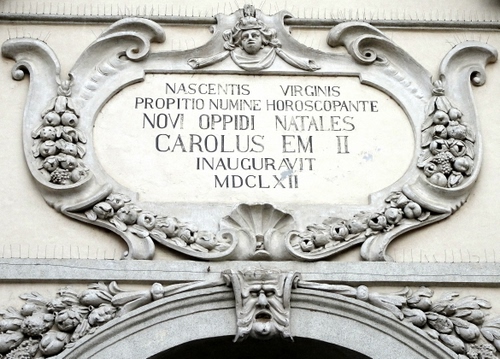 NASCENTIS VIRGINIS
PROPITIO NUMINE HOROSCOPANTE
NOVI OPPIDI NATALES
CAROLUS EM II
INAUGURAVIT
MDCLXII